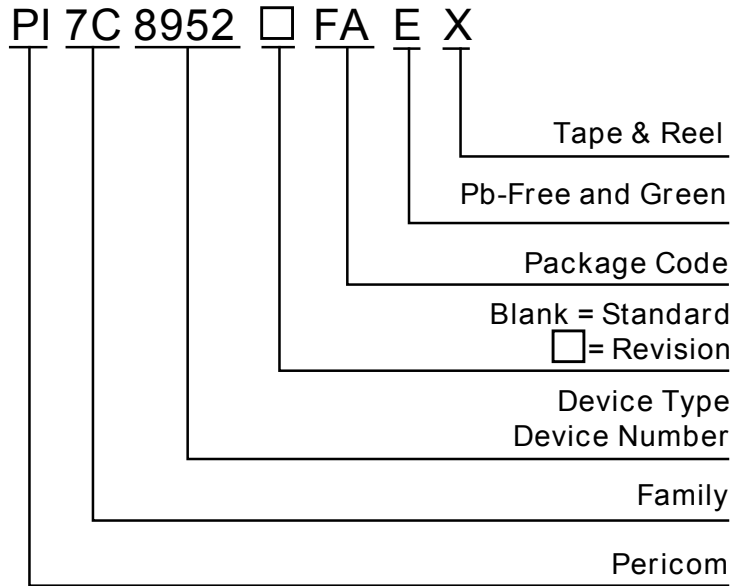 PI 7C 8952 □ FA E X
Tape & Reel
Pb-Free and Green
Package Code
Blank = Standard
□= Revision
Device Type
Device Number
Family
Pericom